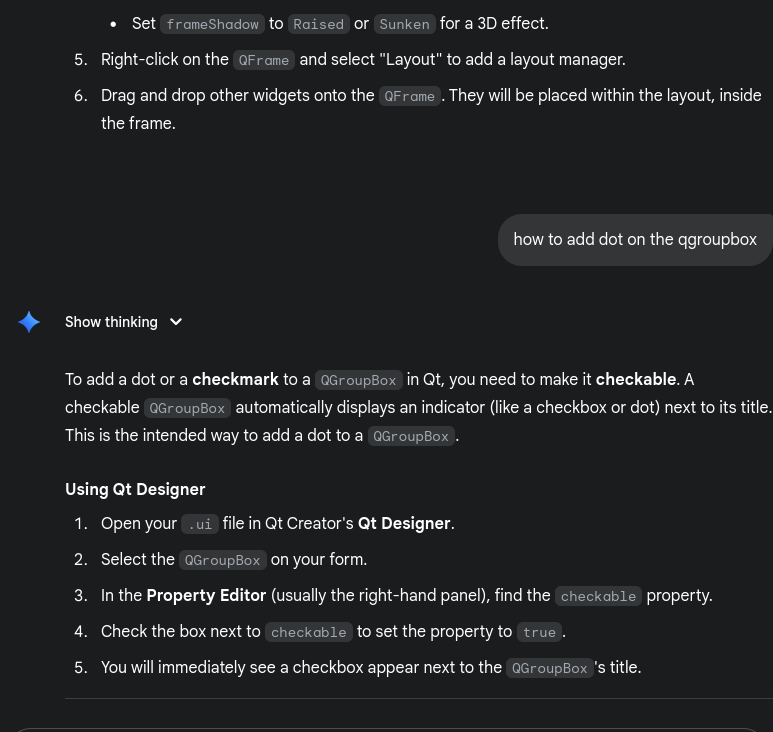 • Set frameShadow to Raised or Sunken for a 3D effect.
5. Right-click on the QFrame and select "Layout" to add a layout manager.
6. Drag and drop other widgets onto the QFrame. They will be placed within the layout, inside
the frame.
how to add dot on the qgroupbox
Show thinking
To add a dot or a checkmark to a QGroupBox in Qt, you need to make it checkable. A
checkable QGroupBox automatically displays an indicator (like a checkbox or dot) next to its title.
This is the intended way to add a dot to a QGroupBox.
Using Qt Designer
1. Open your .ui file in Qt Creator's Qt Designer.
2. Select the QGroupBox on your form.
3. In the Property Editor (usually the right-hand panel), find the checkable property.
4. Check the box next to checkable to set the property to true.
5. You will immediately see a checkbox appear next to the QGroupBox's title.